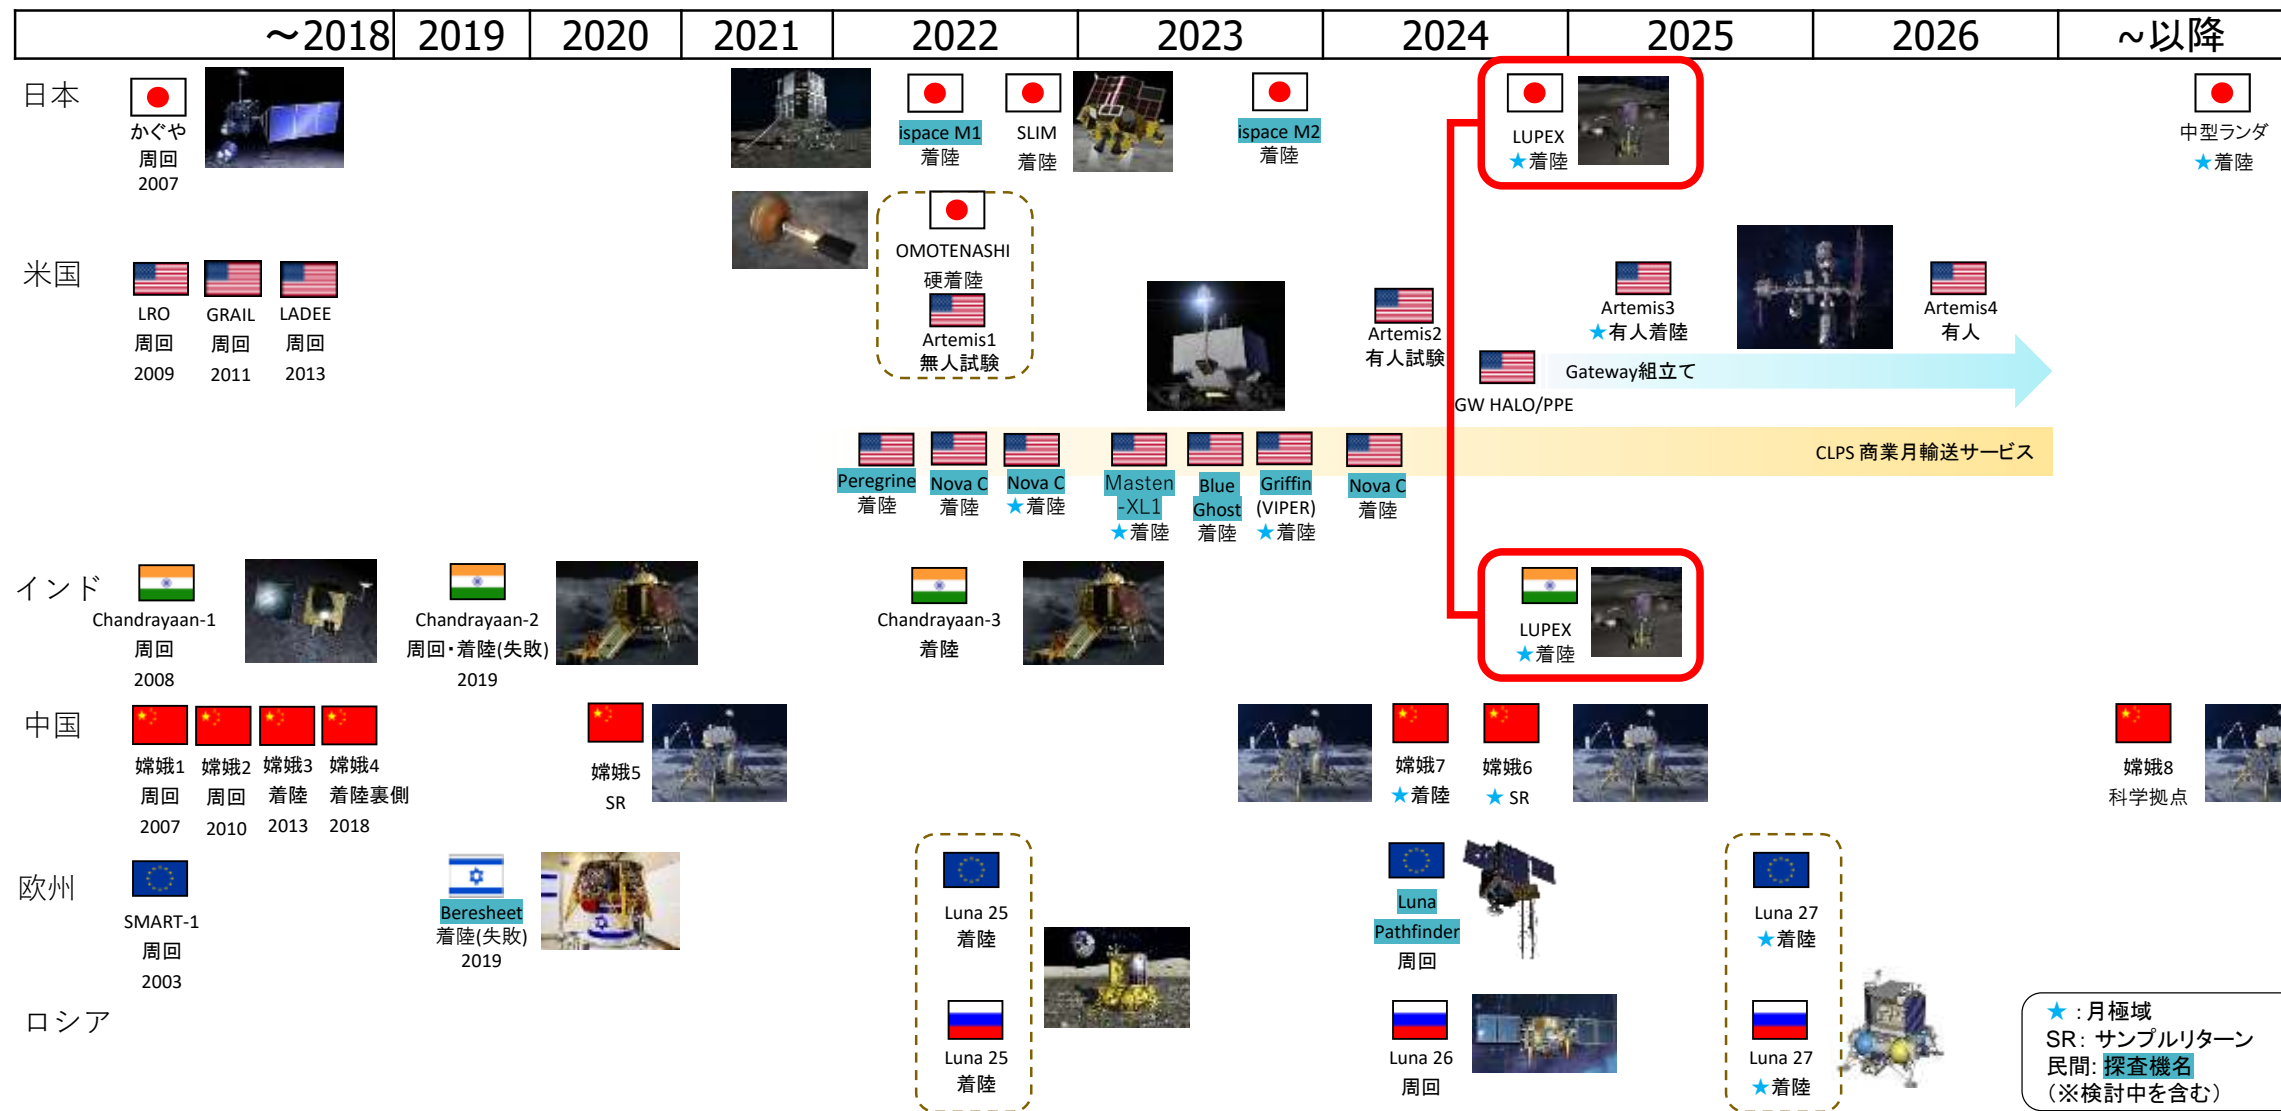 ～2018 2019 2020 2021 2022 2023 2024 2025 2026 ~以降
日本
かぐや
周回
2007
ispace M1
着陸
SLIM
着陸
ispace M2
着陸
LUPEX
★着陸
中型ランダ
★着陸
OMOTENASHI
硬着陸
Artemis1
無人試験
米国
LRO
周回
2009
GRAIL
周回
2011
LADEE
周回
2013
Artemis2
有人試験
Artemis3
★有人着陸
Artemis4
有人
GW HALO/PPE
Gateway組立て
CLPS 商業月輸送サービス
Peregrine
着陸
Nova C
着陸
Nova C
★着陸
Masten
-XL1
★着陸
Blue
Ghost
着陸
Griffin
(VIPER)
★着陸
Nova C
着陸
インド
Chandrayaan-1
周回
2008
Chandrayaan-2
周回・着陸(失敗)
2019
Chandrayaan-3
着陸
LUPEX
★着陸
中国
嫦娥1
周回
2007
嫦娥2
周回
2010
嫦娥3
着陸
2013
嫦娥4
着陸裏側
2018
嫦娥5
SR
嫦娥7
★着陸
嫦娥6
★ SR
嫦娥8
科学拠点
欧州
SMART-1
周回
2003
Beresheet
着陸(失敗)
2019
Luna 25
着陸
Luna
Pathfinder
周回
Luna 27
★着陸
ロシア
Luna 25
着陸
Luna 26
周回
Luna 27
★着陸
★ : 月極域
SR: サンプルリターン
民間: 探査機名
(※検討中を含む)